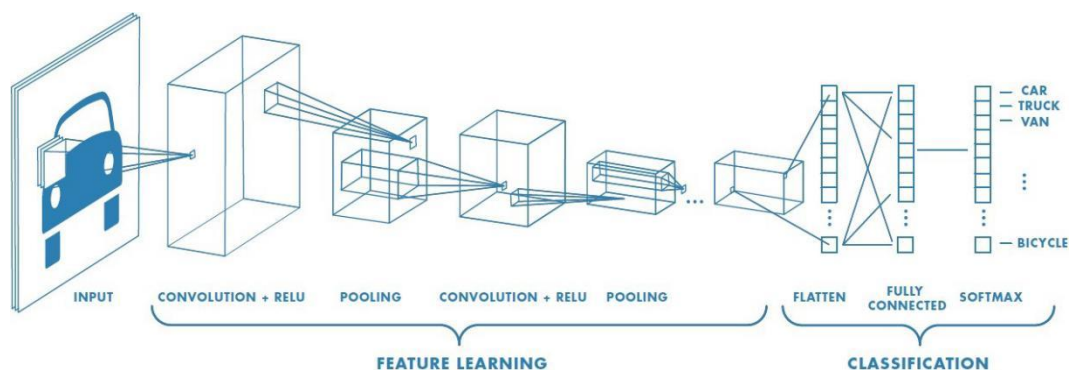 CAR
TRUCK
VAN
BICYCLE
INPUT
CONVOLUTION + RELU
POOLING
CONVOLUTION + RELU
POOLING
FLATTEN
FULLY
CONNECTED
SOFTMAX
FEATURE LEARNING
CLASSIFICATION